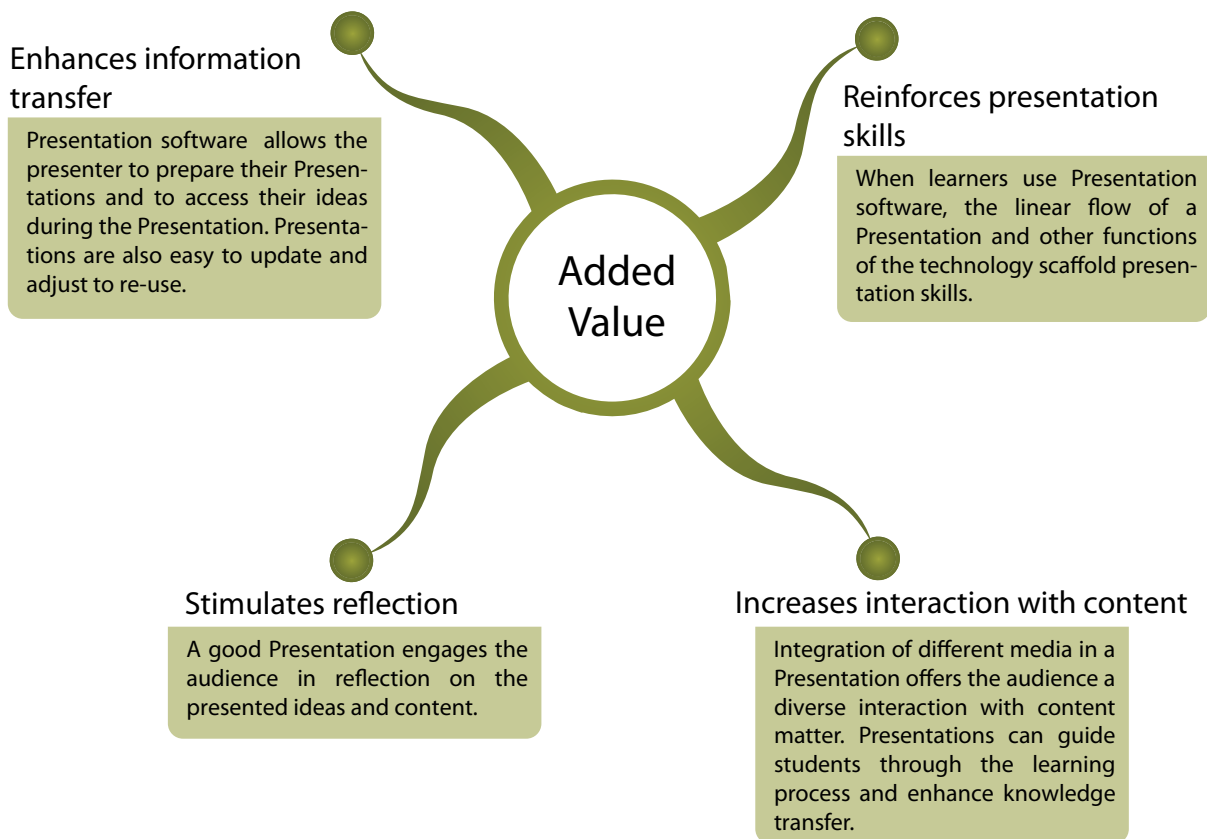 Enhances information
transfer
Presentation software allows the
presenter to prepare their Presen-
tations and to access their ideas
during the Presentation. Presenta-
tions are also easy to update and
adjust to re-use.
Reinforces presentation
skills
When learners use Presentation
software, the linear flow of a
Presentation and other functions
of the technology scaffold presen-
tation skills.
Added
Value
Stimulates reflection
A good Presentation engages the
audience in reflection on the
presented ideas and content.
Increases interaction with content
Integration of different media in a
Presentation offers the audience a
diverse interaction with content
matter. Presentations can guide
students through the learning
process and enhance knowledge
transfer.